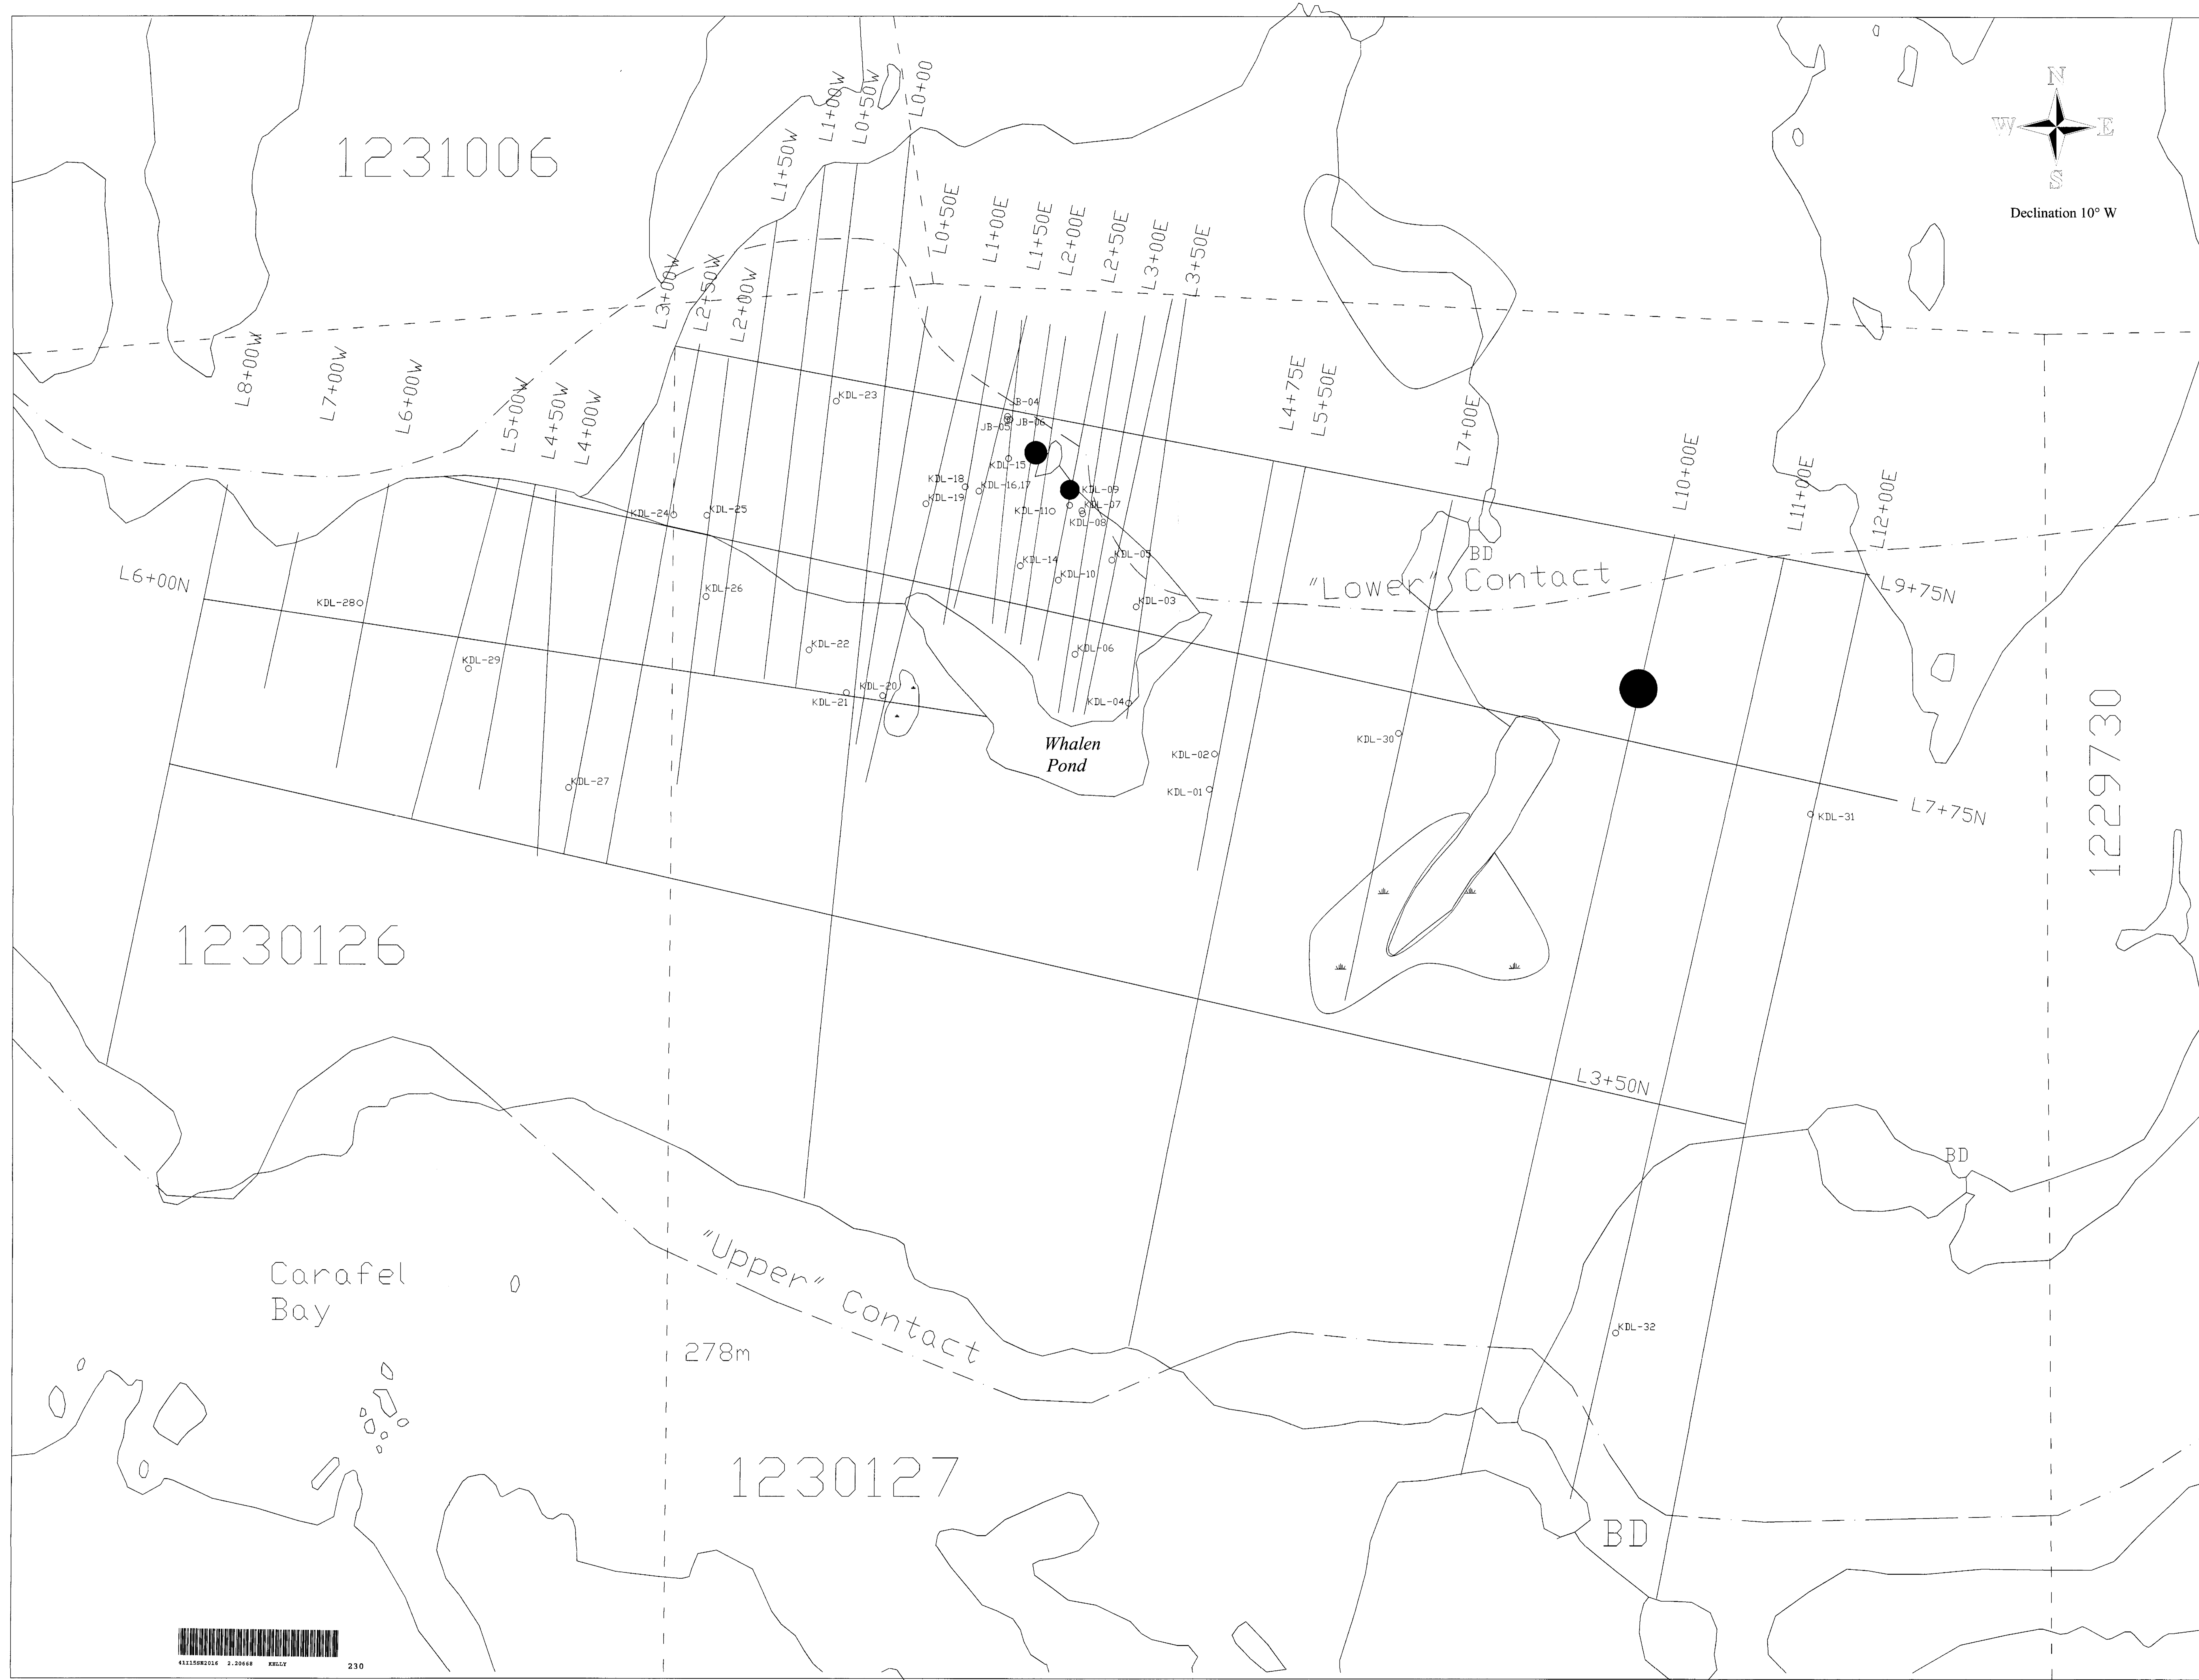 N
W E
S
Declination 10° W
1231006
L1+50W
L1+00W
L0+50W
L0+00
L0+50E
L1+00E
L1+50E
L2+00E
L2+50E
L3+00E
L3+50E
L3+00W
L2+50W
L2+00W
L8+00W
L7+00W
L6+00W
L5+00W
L4+50W
L4+00W
L4+75E
L5+50E
L7+00E
L10+00E
L11+00E
L12+00E
KDL-23
JB-04
JB-05
JB-06
KDL-15
KDL-18
KDL-16,17
KDL-19
KDL-09
KDL-07
KDL-11
KDL-08
KDL-24
KDL-25
KDL-14
KDL-05
KDL-10
BD
"Lower" Contact
L9+75N
L6+00N
KDL-28
KDL-26
KDL-03
KDL-29
KDL-22
KDL-06
KDL-20
KDL-21
KDL-04
Whalen
Pond
KDL-30
KDL-02
KDL-01
KDL-27
L7+75N
KDL-31
1229730
1230126
L3+50N
BD
"Upper" Contact
Carafel
Bay
278m
KDL-32
1230127
BD
41I15SW2016 2.20668 KELLY
230